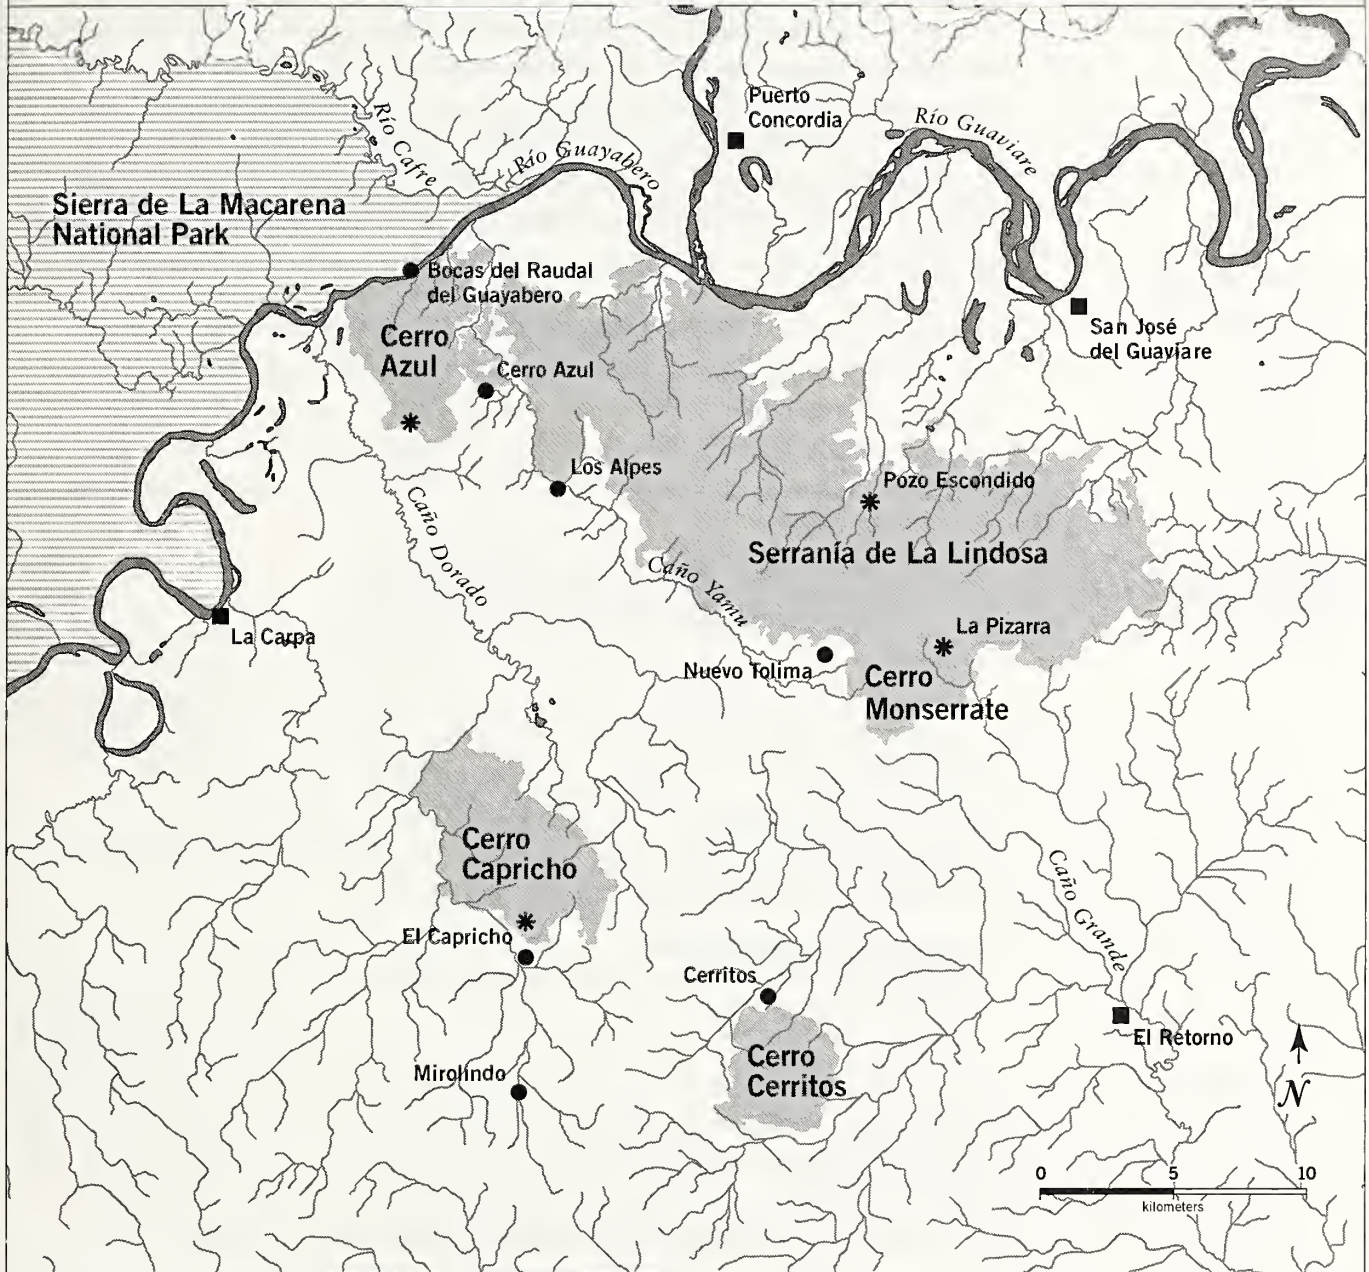 Puerto
Concordia
Río Guaviare
Río Cafre
Río Guayabero
Sierra de La Macarena
National Park
Bocas del Raudal
del Guayabero
San José
del Guaviare
Cerro
Azul
Cerro Azul
Los Alpes
Pozo Escondido
Caño Dorado
Serranía de La Lindosa
Caño Yamu
La Carpa
La Pizarra
Nuevo Tolima
Cerro
Monserrate
Cerro
Capricho
Caño Grande
El Capricho
Cerritos
El Retorno
Cerro
Cerritos
Mirolindo
N
0 5 10
kilometers